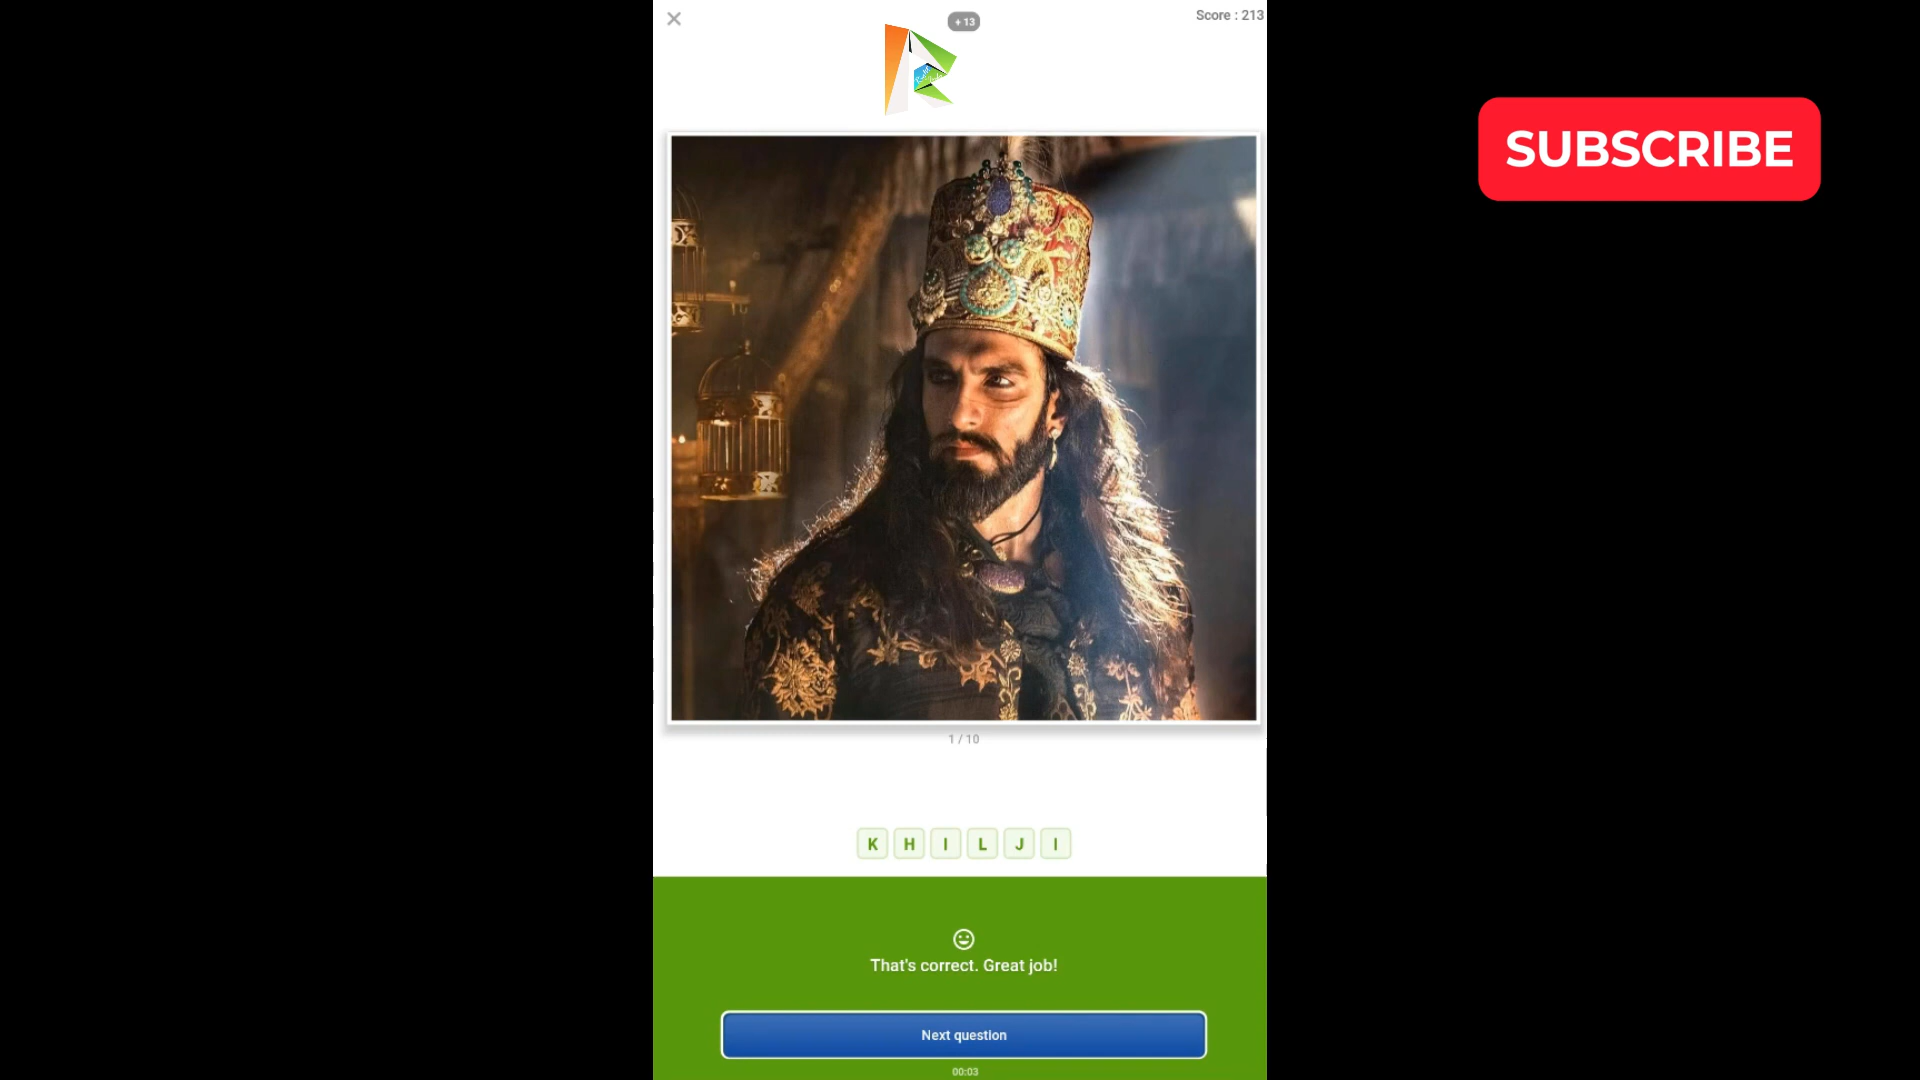 + 13
Score : 213
SUBSCRIBE
1 / 10
K H I L J I
That's correct. Great job!
Next question
00:03